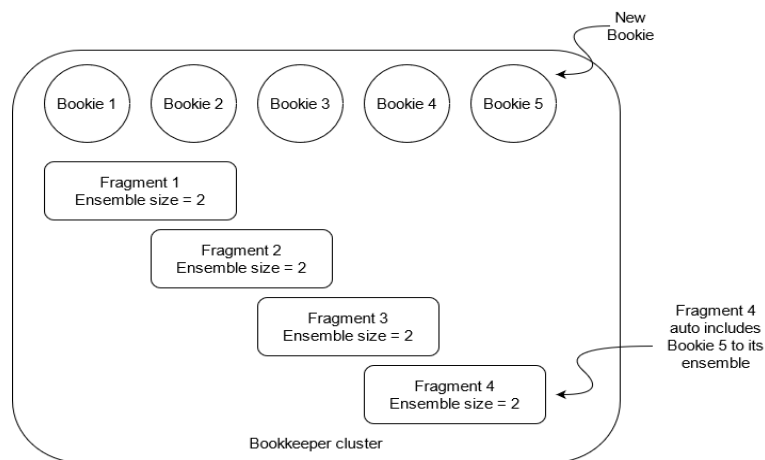 New
Bookie
Bookie 1
Bookie 2
Bookie 3
Bookie 4
Bookie 5
Fragment 1
Ensemble size = 2
Fragment 2
Ensemble size = 2
Fragment 3
Ensemble size = 2
Fragment 4
auto includes
Bookie 5 to its
ensemble
Fragment 4
Ensemble size = 2
Bookkeeper cluster